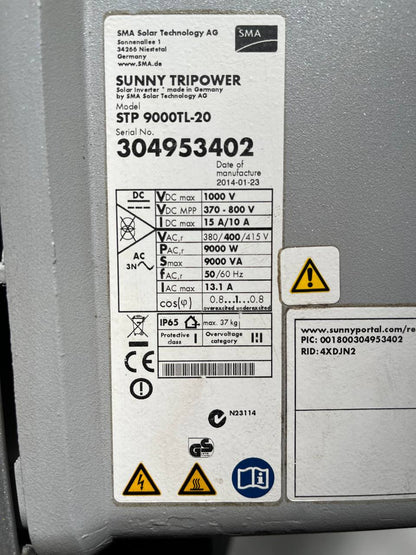 SMA Solar Technology AG
Sonnenallee 1
34266 Niestetal
Germany
www.SMA.de
SMA
SUNNY TRIPOWER
Solar Inverter * made in Germany
by SMA Solar Technology AG
Model
STP 9000TL-20
Serial No.
304953402
Date of
manufacture
2014-01-23
DC
VDC max 1000 V
VDC MPP 370 - 800 V
IDC max 15 A/10 A
AC
3N
VAC,r 380/400/415 V
PAC,r 9000 W
Smax 9000 VA
fAC,r 50/60 Hz
IAC max 13.1 A
cos(φ) 0.8...1...0.8
overexcited underexcited
IP65 max. 37 kg
Protective class I Overvoltage category
CE
N23114
GS
i
www.sunnyportal.com/re
PIC: 001800304953402
RID: 4XDJN2